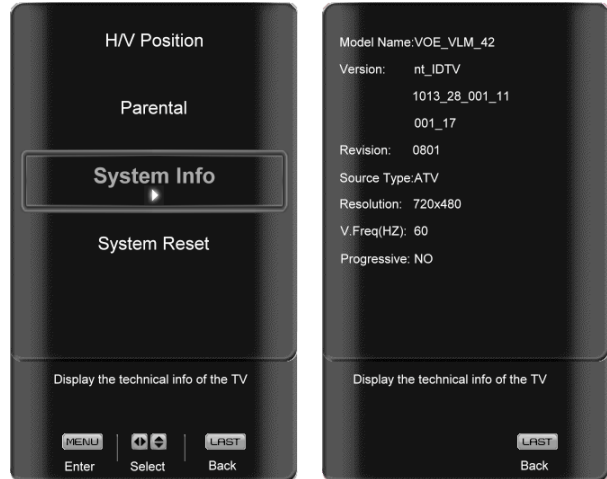 H/V Position
Parental
System Info
System Reset
Display the technical info of the TV
MENU LAST
Enter Select Back
Model Name:VOE_VLM_42
Version: nt_IDTV
1013_28_001_11
001_17
Revision: 0801
Source Type:ATV
Resolution: 720x480
V.Freq(HZ): 60
Progressive: NO
Display the technical info of the TV
LAST
Back